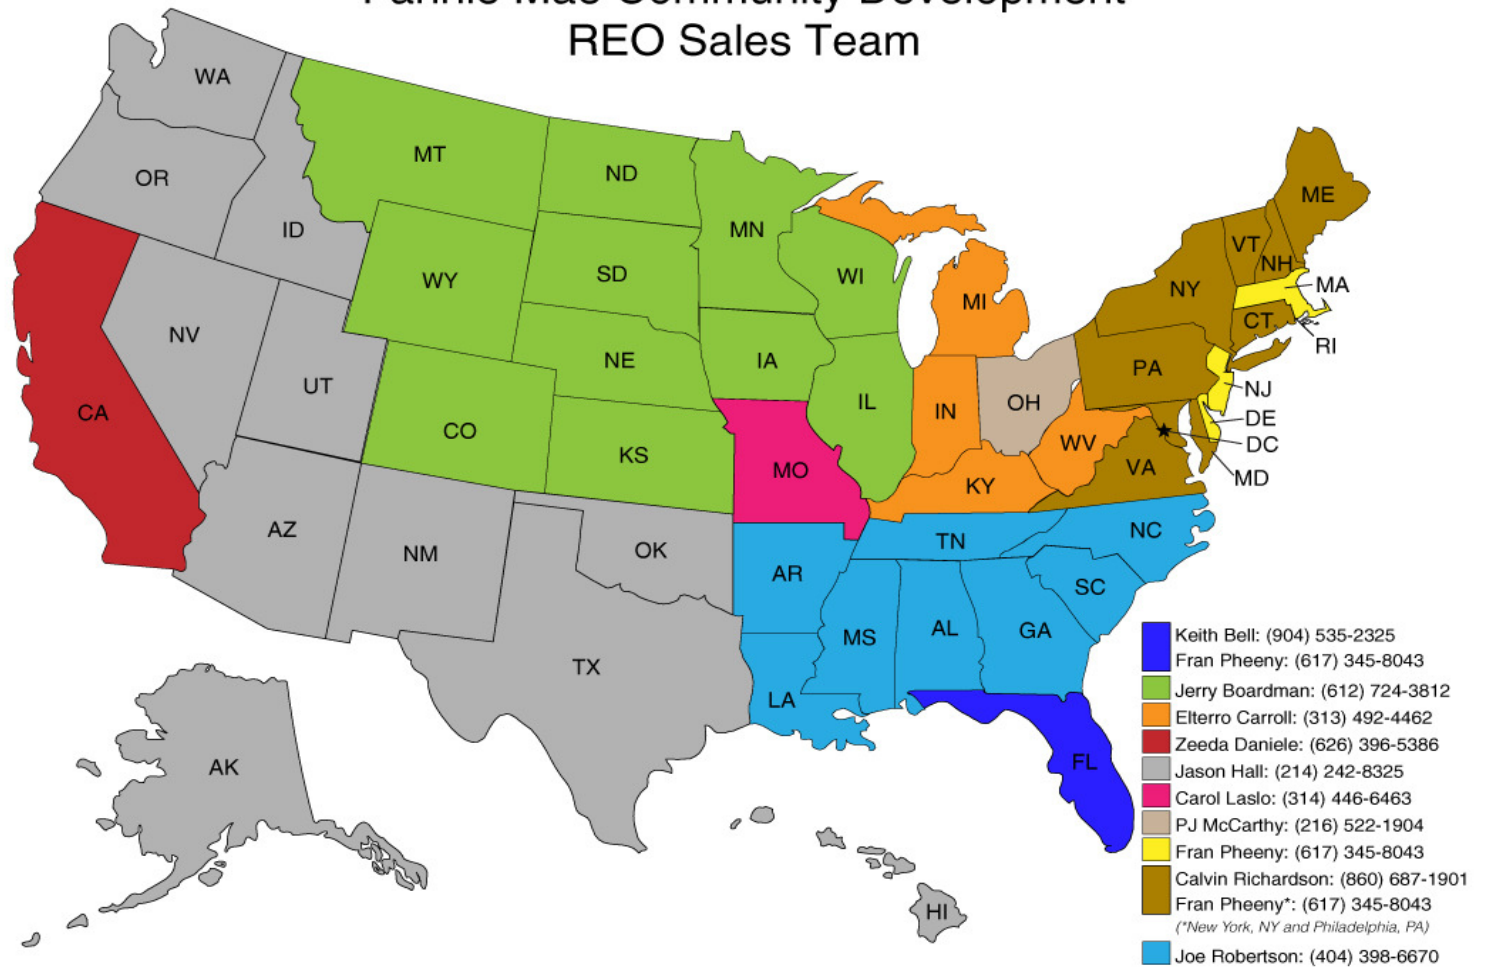 Fannie Mae Community Development
REO Sales Team
WA
OR
ID
MT
ND
MN
WY
SD
WI
MI
NV
UT
CA
NE
IA
IL
IN
OH
CO
KS
MO
KY
WV
VA
PA
NY
VT
NH
ME
MA
CT
RI
NJ
DE
DC
MD
AZ
NM
OK
TX
AR
LA
TN
NC
SC
MS
AL
GA
FL
AK
HI
Keith Bell: (904) 535-2325
Fran Pheeny: (617) 345-8043
Jerry Boardman: (612) 724-3812
Elterro Carroll: (313) 492-4462
Zeeda Daniele: (626) 396-5386
Jason Hall: (214) 242-8325
Carol Laslo: (314) 446-6463
PJ McCarthy: (216) 522-1904
Fran Pheeny: (617) 345-8043
Calvin Richardson: (860) 687-1901
Fran Pheeny*: (617) 345-8043
(*New York, NY and Philadelphia, PA)
Joe Robertson: (404) 398-6670